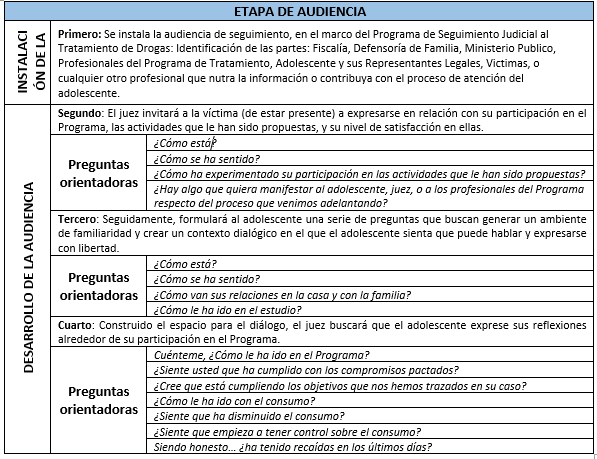 ETAPA DE AUDIENCIA
INSTALACI
ÓN DE LA
Primero: Se instala la audiencia de seguimiento, en el marco del Programa de Seguimiento Judicial al
Tratamiento de Drogas: Identificación de las partes: Fiscalía, Defensoría de Familia, Ministerio Publico,
Profesionales del Programa de Tratamiento, Adolescente y sus Representantes Legales, Victimas, o
cualquier otro profesional que nutra la información o contribuya con el proceso de atención del
adolescente.
DESARROLLO DE LA AUDIENCIA
Segundo: El juez invitará a la víctima (de estar presente) a expresarse en relación con su participación en el
Programa, las actividades que le han sido propuestas, y su nivel de satisfacción en ellas.
Preguntas
orientadoras
¿Cómo está?
¿Cómo se ha sentido?
¿Cómo ha experimentado su participación en las actividades que le han sido propuestas?
¿Hay algo que quiera manifestar al adolescente, juez, o a los profesionales del Programa
respecto del proceso que venimos adelantando?
Tercero: Seguidamente, formulará al adolescente una serie de preguntas que buscan generar un ambiente
de familiaridad y crear un contexto dialógico en el que el adolescente sienta que puede hablar y expresarse
con libertad.
Preguntas
orientadoras
¿Cómo está?
¿Cómo se ha sentido?
¿Cómo van sus relaciones en la casa y con la familia?
¿Cómo le ha ido en el estudio?
Cuarto: Construido el espacio para el diálogo, el juez buscará que el adolescente exprese sus reflexiones
alrededor de su participación en el Programa.
Preguntas
orientadoras
Cuénteme, ¿Cómo le ha ido en el Programa?
¿Siente usted que ha cumplido con los compromisos pactados?
¿Cree que está cumpliendo los objetivos que nos hemos trazados en su caso?
¿Cómo le ha ido con el consumo?
¿Siente que ha disminuido el consumo?
¿Siente que empieza a tener control sobre el consumo?
Siendo honesto… ¿ha tenido recaídas en los últimos días?